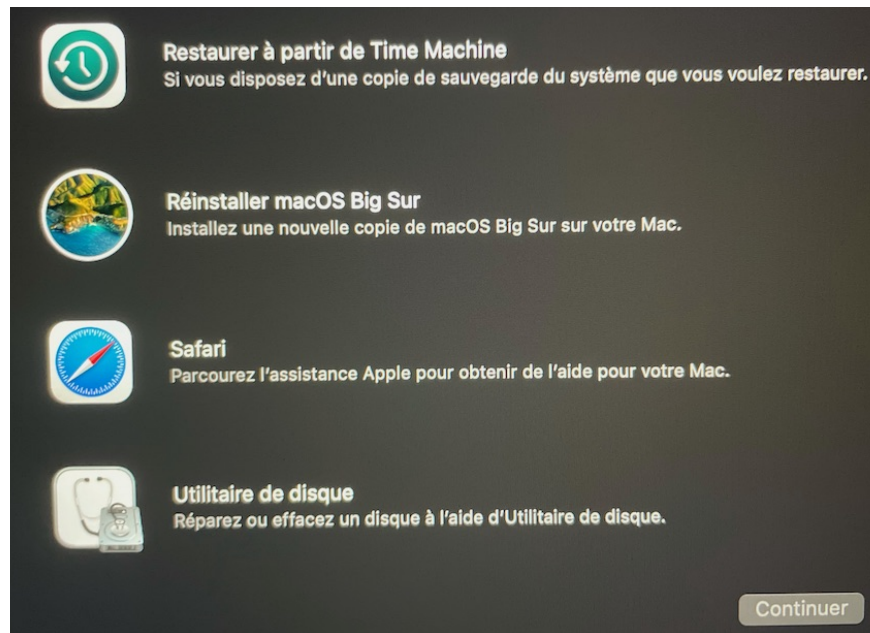 Restaurer à partir de Time Machine
Si vous disposez d'une copie de sauvegarde du système que vous voulez restaurer.
Réinstaller macOS Big Sur
Installez une nouvelle copie de macOS Big Sur sur votre Mac.
Safari
Parcourez l'assistance Apple pour obtenir de l'aide pour votre Mac.
Utilitaire de disque
Réparez ou effacez un disque à l'aide d'Utilitaire de disque.
Continuer